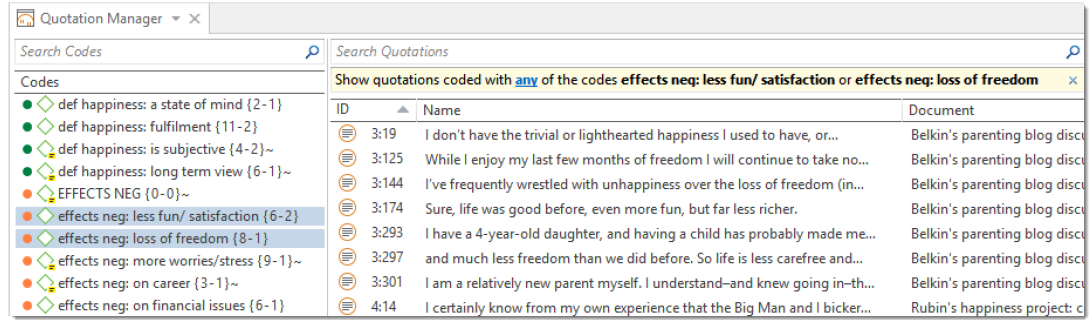 Quotation Manager
Search Codes
Codes
def happiness: a state of mind {2-1}
def happiness: fulfilment {11-2}
def happiness: is subjective {4-2}~
def happiness: long term view {6-1}~
EFFECTS NEG {0-0}~
effects neg: less fun/ satisfaction {6-2}
effects neg: loss of freedom {8-1}
effects neg: more worries/stress {9-1}~
effects neg: on career {3-1}~
effects neg: on financial issues {6-1}
Search Quotations
Show quotations coded with any of the codes effects neg: less fun/ satisfaction or effects neg: loss of freedom
ID Name Document
3:19 I don't have the trivial or lighthearted happiness I used to have, or... Belkin's parenting blog discu
3:125 While I enjoy my last few months of freedom I will continue to take no... Belkin's parenting blog discu
3:144 I've frequently wrestled with unhappiness over the loss of freedom (in... Belkin's parenting blog discu
3:174 Sure, life was good before, even more fun, but far less richer. Belkin's parenting blog discu
3:293 I have a 4-year-old daughter, and having a child has probably made me... Belkin's parenting blog discu
3:297 and much less freedom than we did before. So life is less carefree and... Belkin's parenting blog discu
3:301 I am a relatively new parent myself. I understand–and knew going in–th... Belkin's parenting blog discu
4:14 I certainly know from my own experience that the Big Man and I bicker... Rubin's happiness project: c